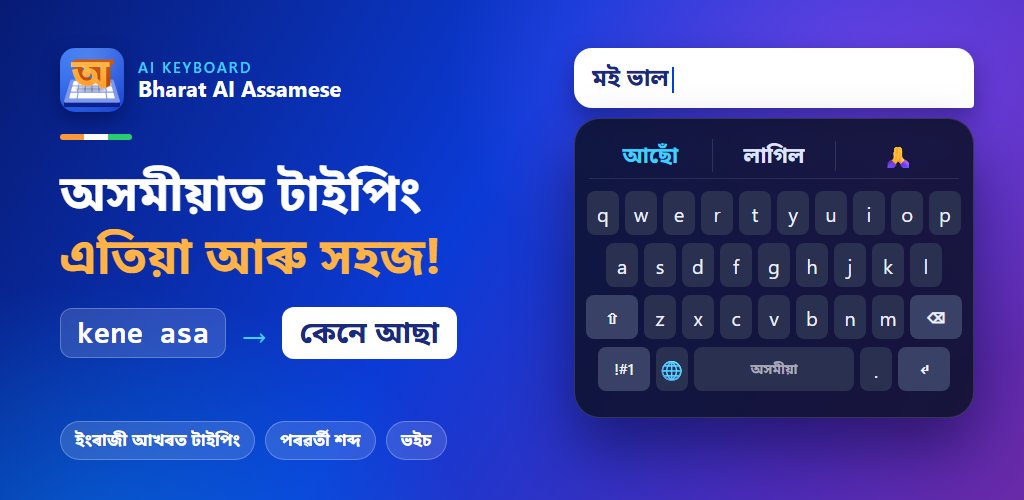 অ
AI KEYBOARD
Bharat AI Assamese
অসমীয়াত টাইপিং
এতিয়া আৰু সহজ!
kene asa → কেনে আছা
ইংৰাজী আখৰত টাইপিং পৰৱৰ্তী শব্দ ভইচ
মই ভাল
আছোঁ লাগিল 🙏
q w e r t y u i o p
a s d f g h j k l
⇧ z x c v b n m ⌫
!#1 🌐 অসমীয়া . ↵